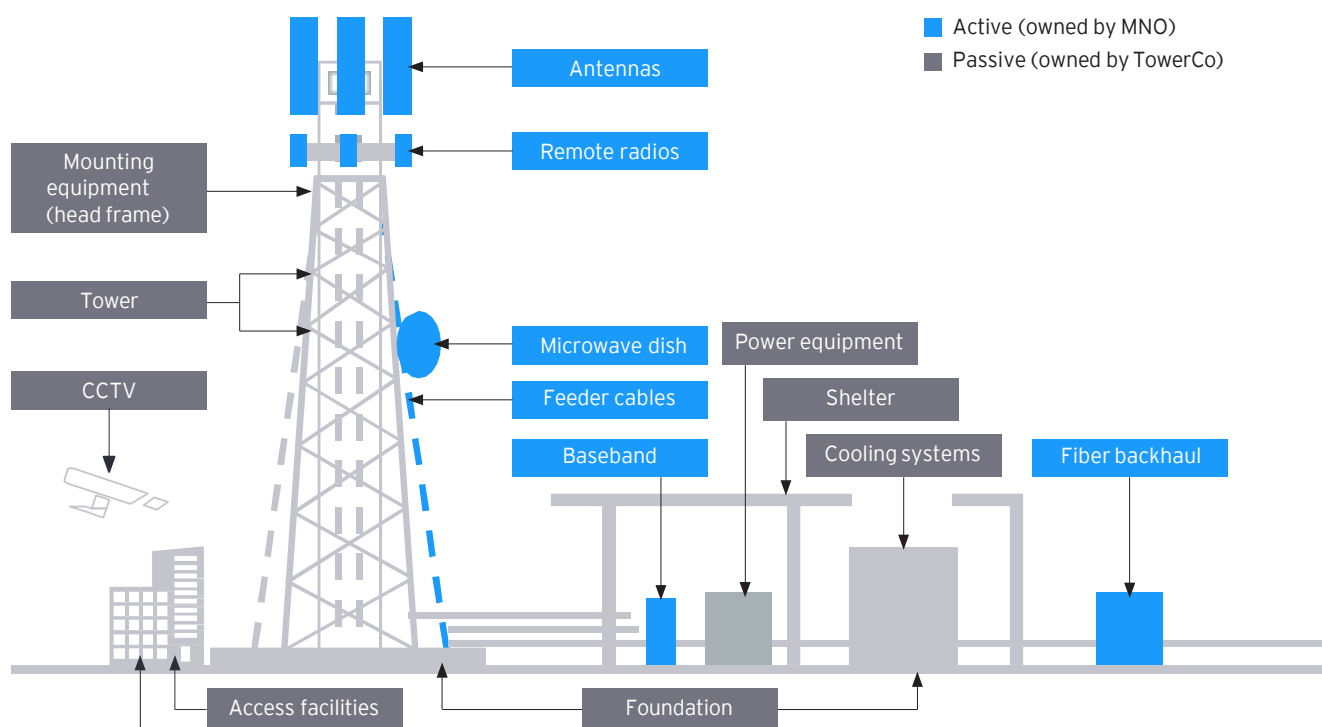 Active (owned by MNO)
Passive (owned by TowerCo)
Antennas
Remote radios
Mounting
equipment
(head frame)
Tower
Microwave dish
Power equipment
CCTV
Feeder cables
Shelter
Baseband
Cooling systems
Fiber backhaul
Access facilities
Foundation